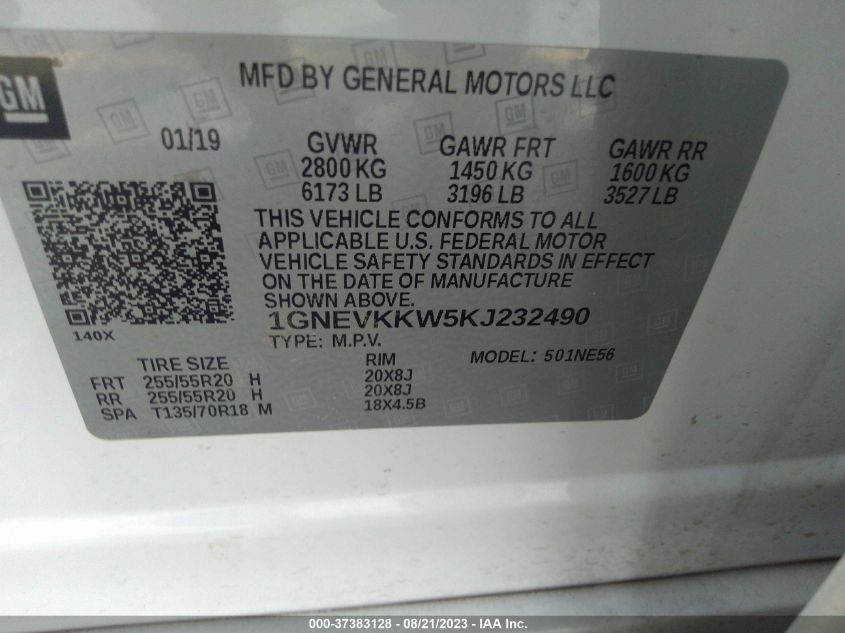 GM
MFD BY GENERAL MOTORS LLC
01/19 GVWR GAWR FRT GAWR RR
2800 KG 1450 KG 1600 KG
6173 LB 3196 LB 3527 LB
THIS VEHICLE CONFORMS TO ALL
APPLICABLE U.S. FEDERAL MOTOR
VEHICLE SAFETY STANDARDS IN EFFECT
ON THE DATE OF MANUFACTURE
SHOWN ABOVE.
1GNEVKKW5KJ232490
140X
TYPE: M.P.V. MODEL: 501NE56
TIRE SIZE RIM
FRT 255/55R20 H 20X8J
RR 255/55R20 H 20X8J
SPA T135/70R18 M 18X4.5B
000-37383128 - 08/21/2023 - IAA Inc.